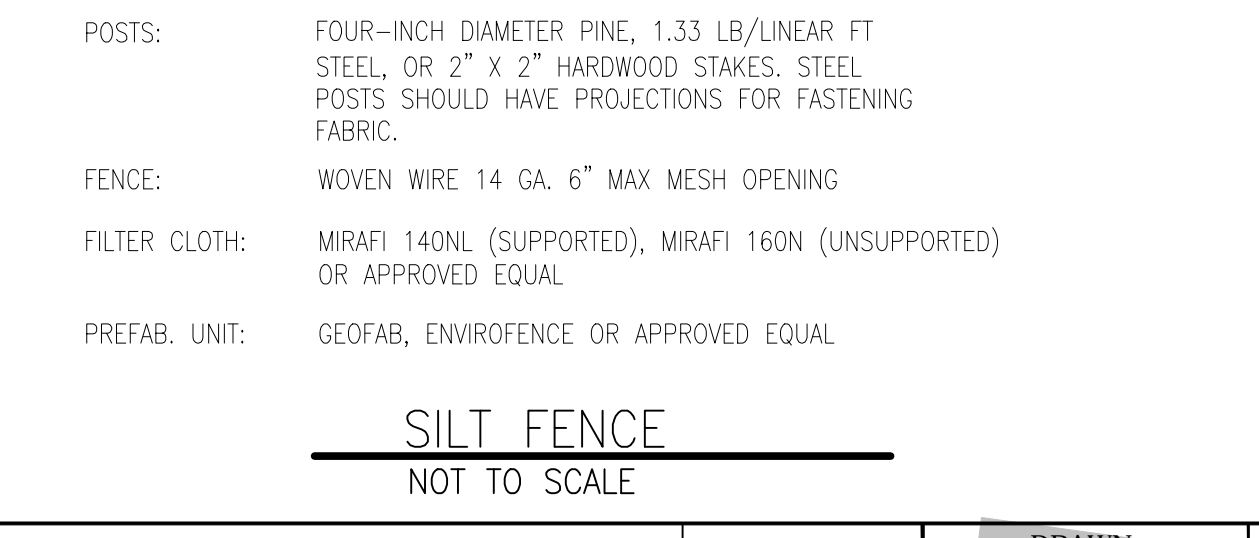 POSTS: FOUR-INCH DIAMETER PINE, 1.33 LB/LINEAR FT
STEEL, OR 2" X 2" HARDWOOD STAKES. STEEL
POSTS SHOULD HAVE PROJECTIONS FOR FASTENING
FABRIC.
FENCE: WOVEN WIRE 14 GA. 6" MAX MESH OPENING
FILTER CLOTH: MIRAFI 140NL (SUPPORTED), MIRAFI 160N (UNSUPPORTED)
OR APPROVED EQUAL
PREFAB. UNIT: GEOFAB, ENVIROFENCE OR APPROVED EQUAL
SILT FENCE
NOT TO SCALE
DRAWN